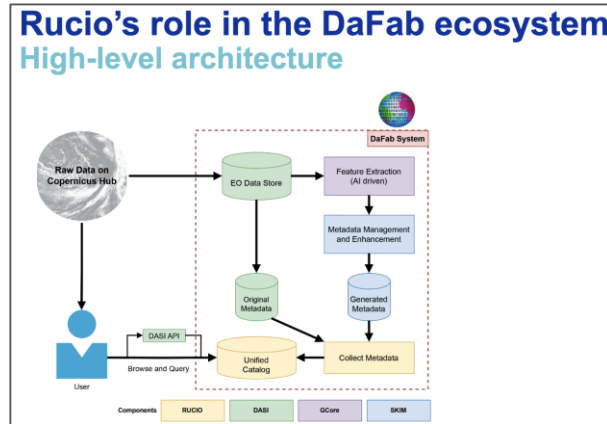 Rucio's role in the DaFab ecosystem
High-level architecture
DaFab System
Raw Data on
Copernicus Hub
EO Data Store
Feature Extraction
(AI driven)
Metadata Management
and Enhancement
Original
Metadata
Generated
Metadata
DASI API
Browse and Query
User
Unified
Catalog
Collect Metadata
Components
RUCIO
DASI
GCore
SKIM